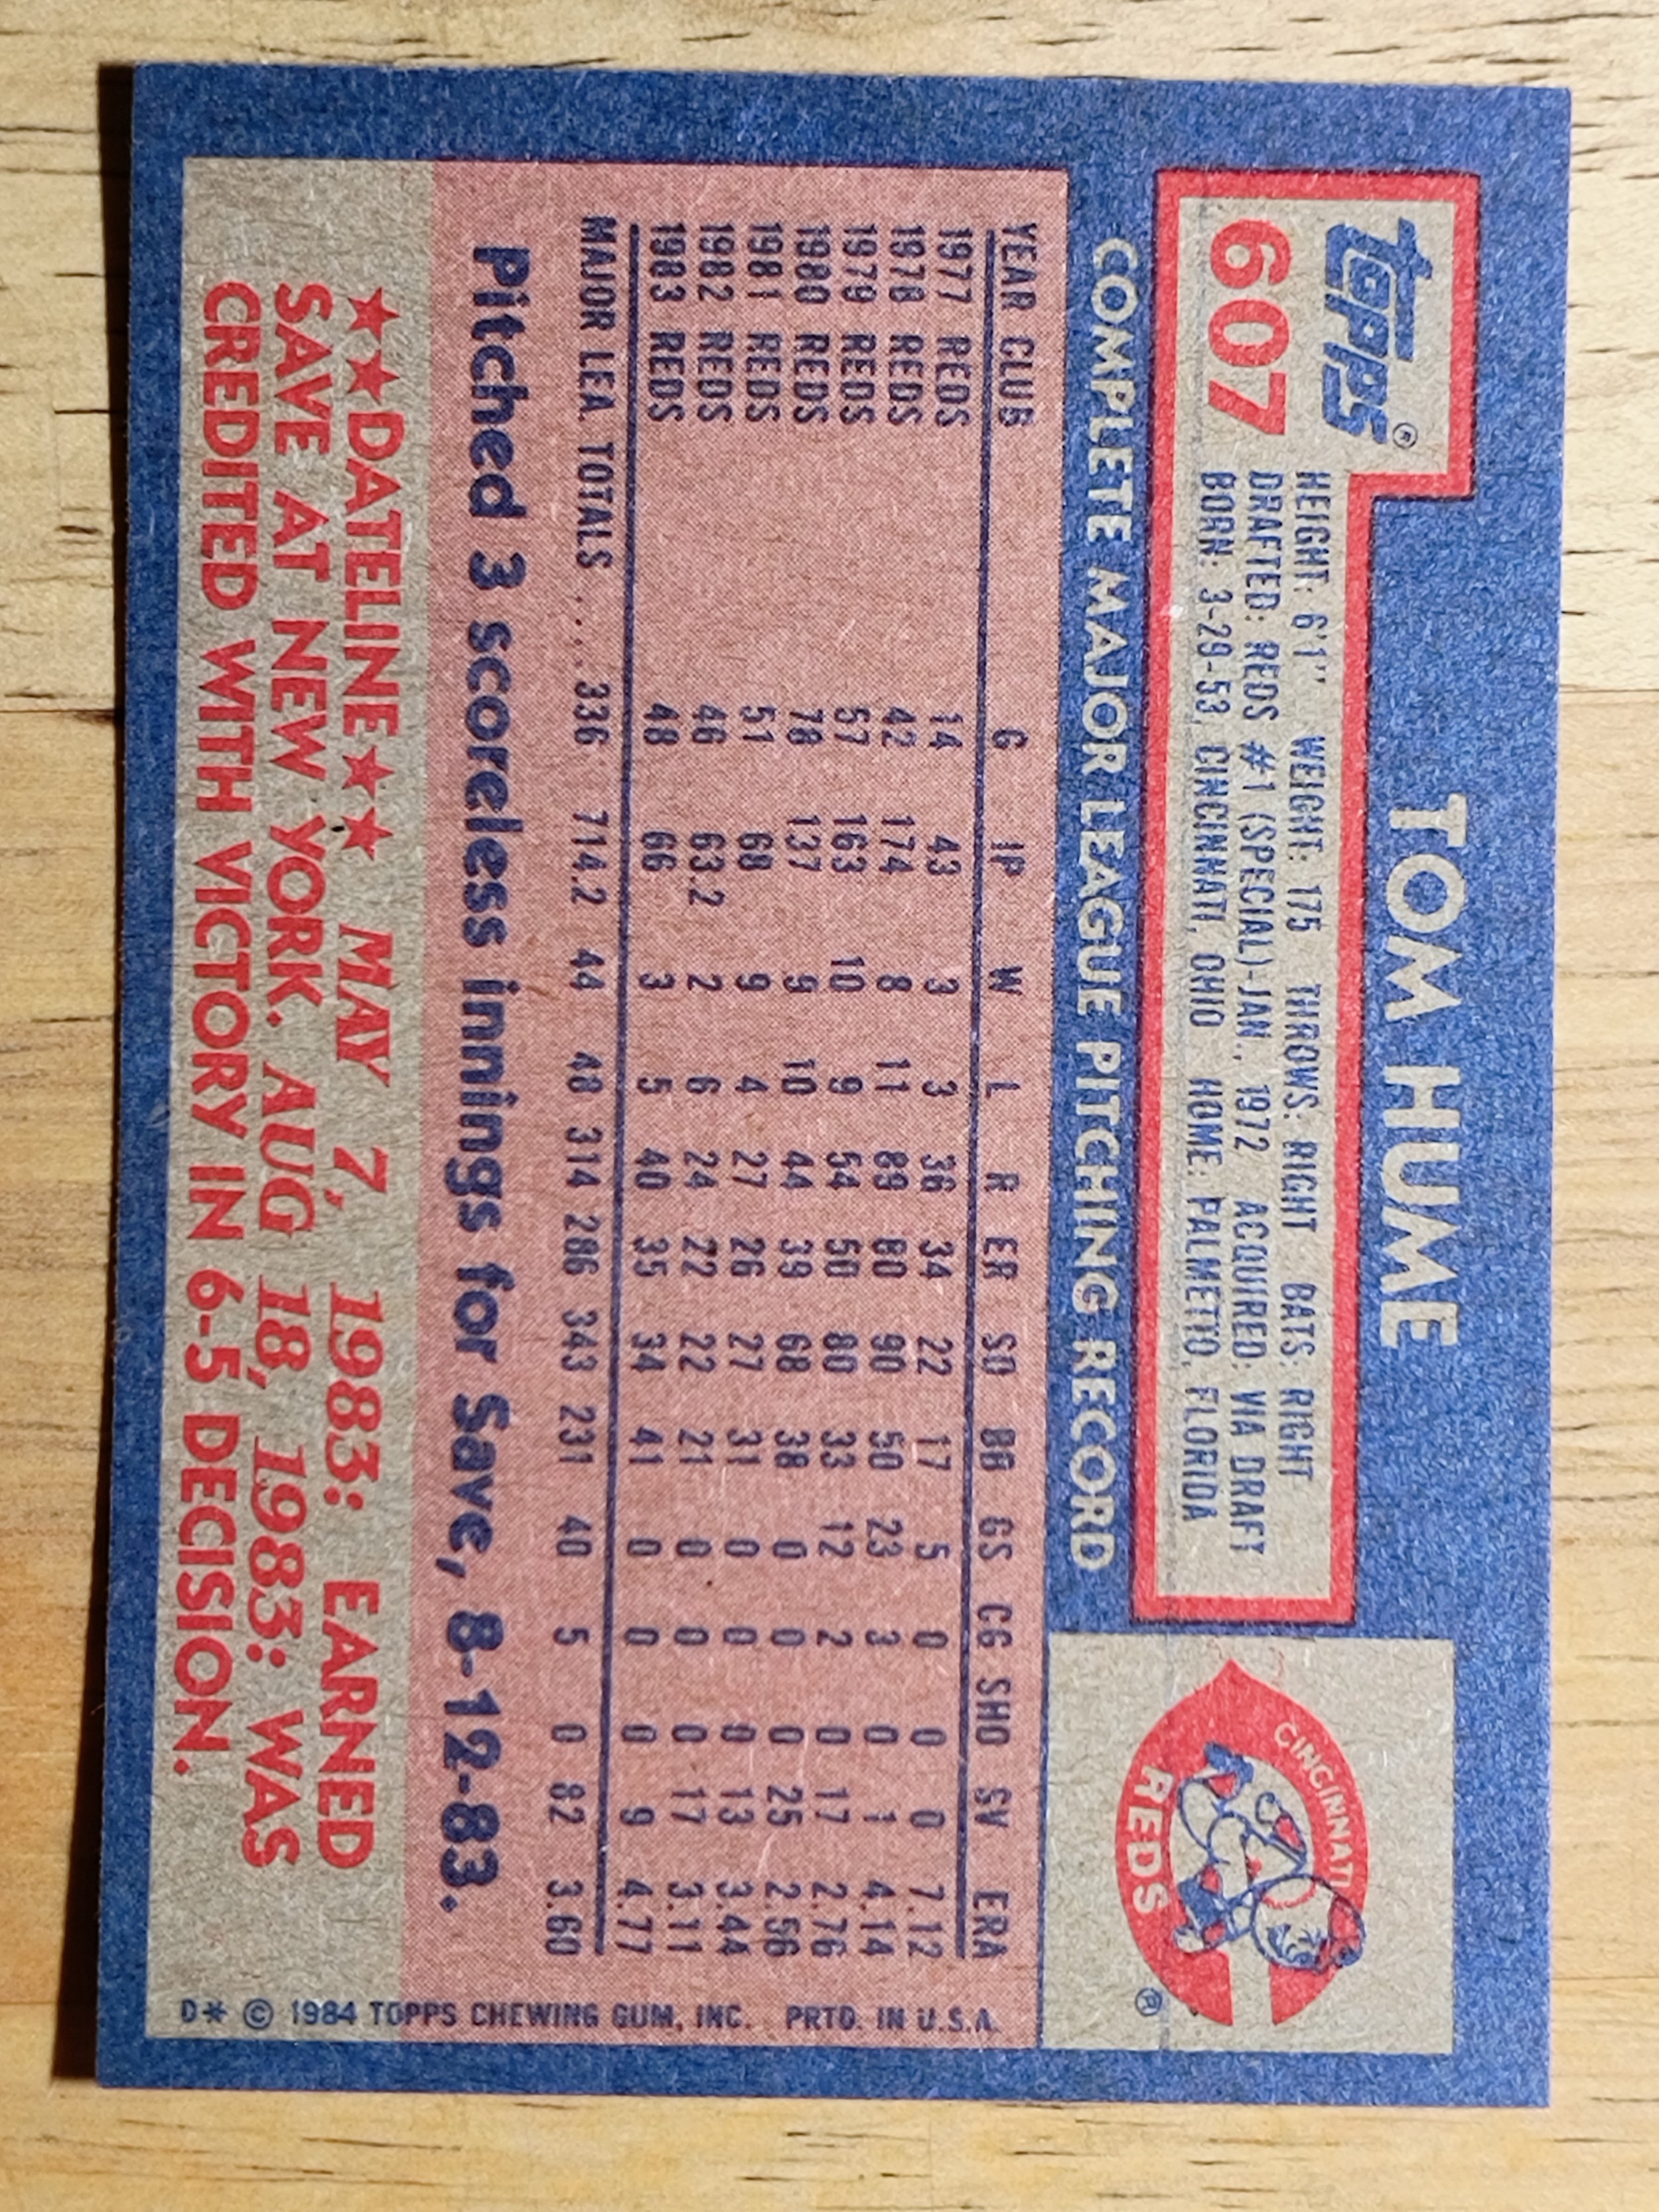 TOM HUME
topps®
607
HEIGHT: 6'1" WEIGHT: 175 THROWS: RIGHT BATS: RIGHT
DRAFTED: REDS #1 (SPECIAL)-JAN., 1972 ACQUIRED: VIA DRAFT
BORN: 3-29-53, CINCINNATI, OHIO HOME: PALMETTO, FLORIDA
CINCINNATI
REDS
®
COMPLETE MAJOR LEAGUE PITCHING RECORD
YEAR CLUB G IP W L R ER SO BB GS CG SHO SV ERA
1977 REDS 14 43 3 3 36 34 22 17 5 0 0 0 7.12
1978 REDS 42 174 8 11 89 80 90 50 23 3 0 1 4.14
1979 REDS 57 163 10 9 54 50 80 33 12 2 0 17 2.76
1980 REDS 78 137 9 10 44 39 68 38 0 0 0 25 2.56
1981 REDS 51 68 9 4 27 26 27 31 0 0 0 13 3.44
1982 REDS 46 63.2 2 6 24 22 22 21 0 0 0 17 3.11
1983 REDS 48 66 3 5 40 35 34 41 0 0 0 9 4.77
MAJOR LEA. TOTALS .... 336 714.2 44 48 314 286 343 231 40 5 0 82 3.60
Pitched 3 scoreless innings for Save, 8-12-83.
★★DATELINE★★ MAY 7, 1983: EARNED
SAVE AT NEW YORK. AUG 18, 1983: WAS
CREDITED WITH VICTORY IN 6-5 DECISION.
D* © 1984 TOPPS CHEWING GUM, INC. PRTD. IN U.S.A.